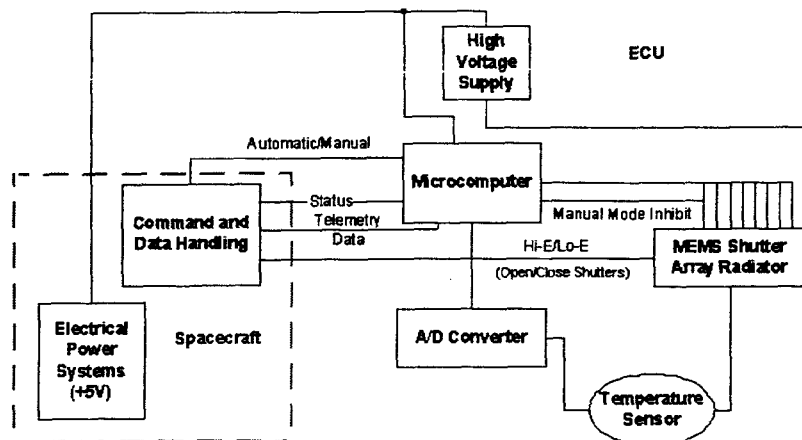 High
Voltage
Supply
ECU
Automatic/Manual
Microcomputer
Command and
Data Handling
Status
Telemetry
Data
Manual Mode Inhibit
Hi-E/Lo-E
(Open/Close Shutters)
MEMS Shutter
Array Radiator
Electrical
Power
Systems
(+5V)
Spacecraft
A/D Converter
Temperature
Sensor